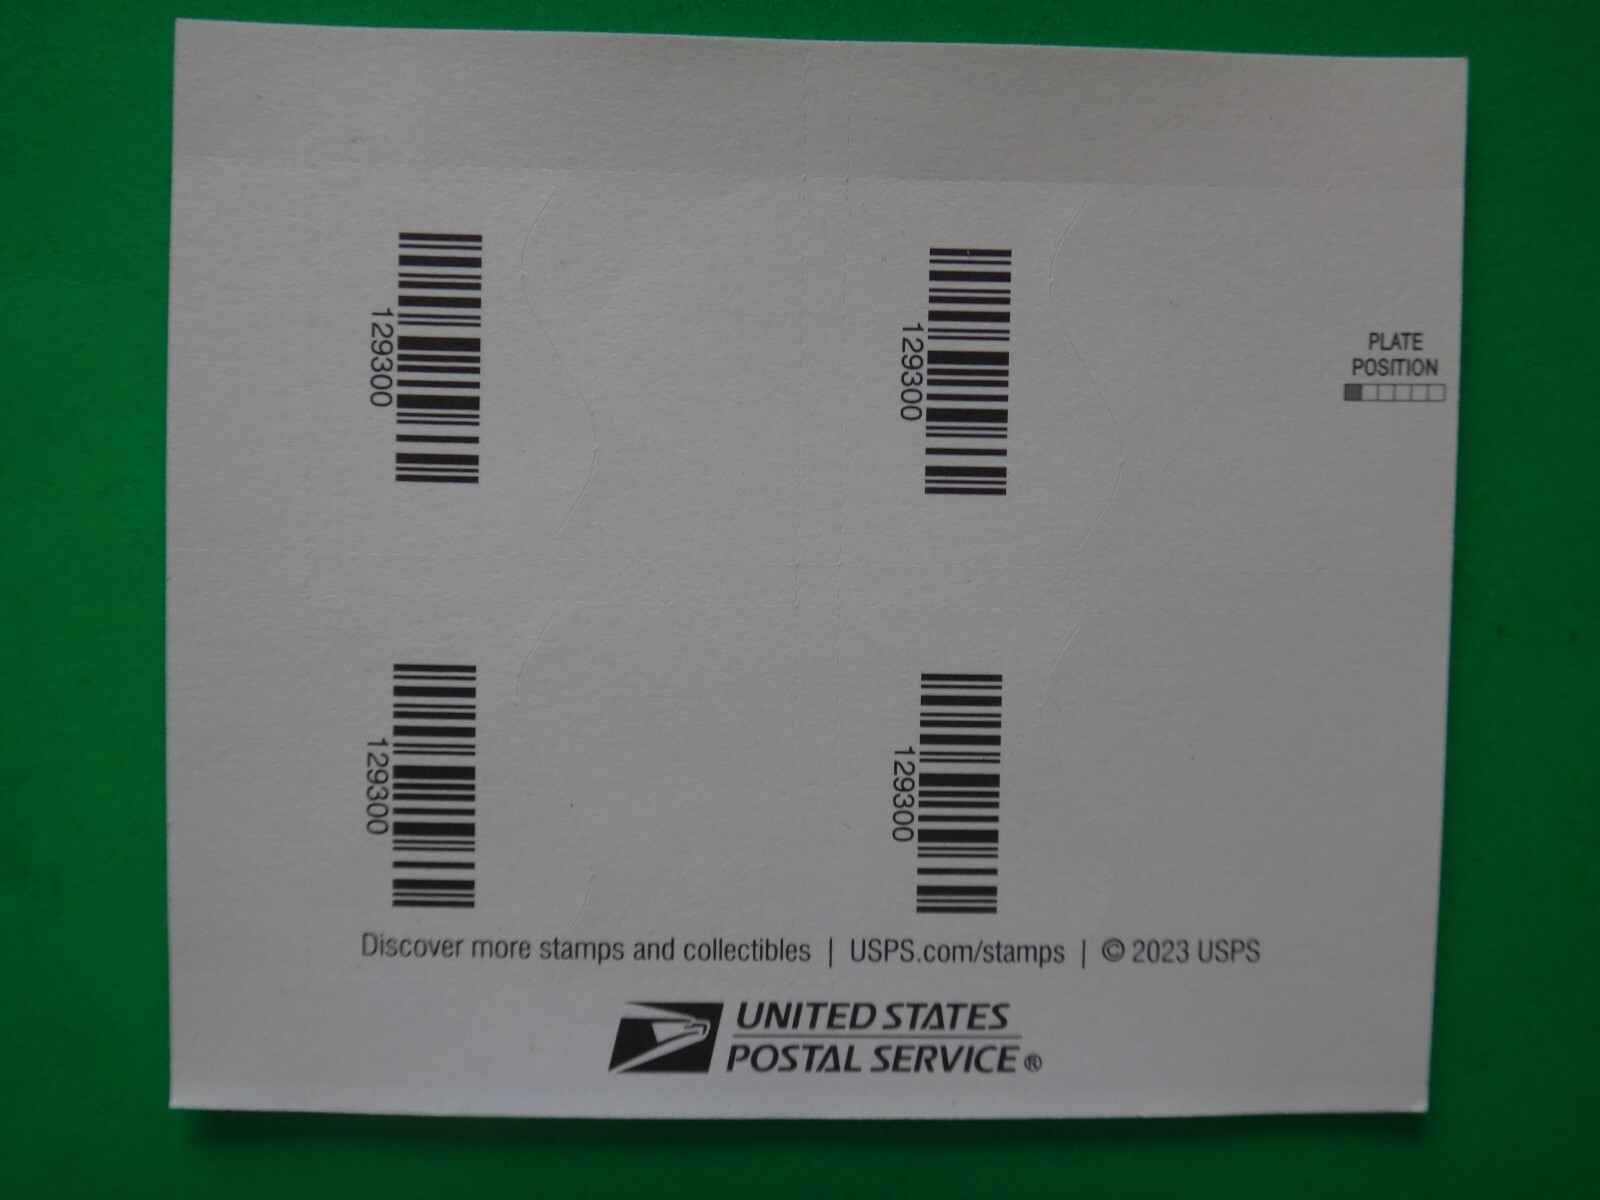 129300
129300
PLATE
POSITION
129300
129300
Discover more stamps and collectibles | USPS.com/stamps | © 2023 USPS
UNITED STATES
POSTAL SERVICE®